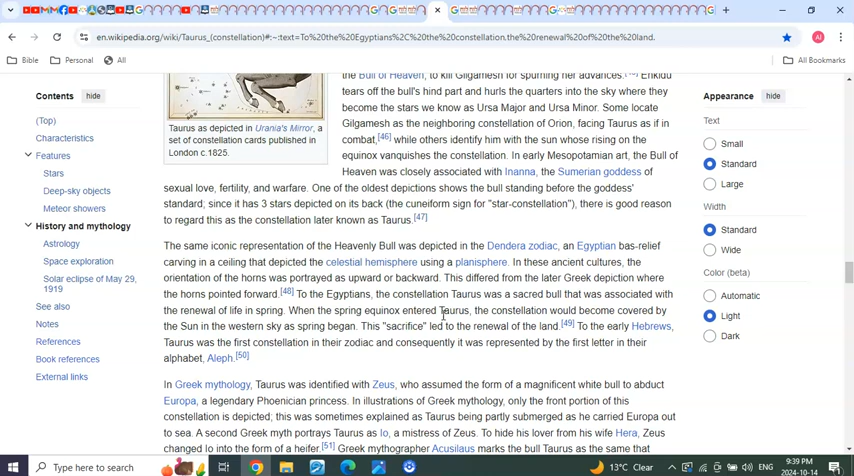 en.wikipedia.org/wiki/Taurus_(constellation)#:~:text=To%20the%20Egyptians%2C%20the%20constellation.the%20renewal%20of%20the%20land.
Bible
Personal
All
All Bookmarks
Contents
hide
(Top)
Characteristics
Features
Stars
Deep-sky objects
Meteor showers
History and mythology
Astrology
Space exploration
Solar eclipse of May 29,
1919
See also
Notes
References
Book references
External links
Taurus as depicted in Urania's Mirror, a
set of constellation cards published in
London c.1825.
the Bull of Heaven, to kill Gilgamesh for spurning her advances. Enkidu
tears off the bull's hind part and hurls the quarters into the sky where they
become the stars we know as Ursa Major and Ursa Minor. Some locate
Gilgamesh as the neighboring constellation of Orion, facing Taurus as if in
combat,[46] while others identify him with the sun whose rising on the
equinox vanquishes the constellation. In early Mesopotamian art, the Bull of
Heaven was closely associated with Inanna, the Sumerian goddess of
sexual love, fertility, and warfare. One of the oldest depictions shows the bull standing before the goddess'
standard; since it has 3 stars depicted on its back (the cuneiform sign for "star-constellation"), there is good reason
to regard this as the constellation later known as Taurus.[47]
The same iconic representation of the Heavenly Bull was depicted in the Dendera zodiac, an Egyptian bas-relief
carving in a ceiling that depicted the celestial hemisphere using a planisphere. In these ancient cultures, the
orientation of the horns was portrayed as upward or backward. This differed from the later Greek depiction where
the horns pointed forward.[48] To the Egyptians, the constellation Taurus was a sacred bull that was associated with
the renewal of life in spring. When the spring equinox entered Taurus, the constellation would become covered by
the Sun in the western sky as spring began. This "sacrifice" led to the renewal of the land.[49] To the early Hebrews,
Taurus was the first constellation in their zodiac and consequently it was represented by the first letter in their
alphabet, Aleph.[50]
In Greek mythology, Taurus was identified with Zeus, who assumed the form of a magnificent white bull to abduct
Europa, a legendary Phoenician princess. In illustrations of Greek mythology, only the front portion of this
constellation is depicted; this was sometimes explained as Taurus being partly submerged as he carried Europa out
to sea. A second Greek myth portrays Taurus as Io, a mistress of Zeus. To hide his lover from his wife Hera, Zeus
changed Io into the form of a heifer.[51] Greek mythographer Acusilaus marks the bull Taurus as the same that
Appearance
hide
Text
Small
Standard
Large
Width
Standard
Wide
Color (beta)
Automatic
Light
Dark
Type here to search
13°C Clear
ENG
9:39 PM
2024-10-14